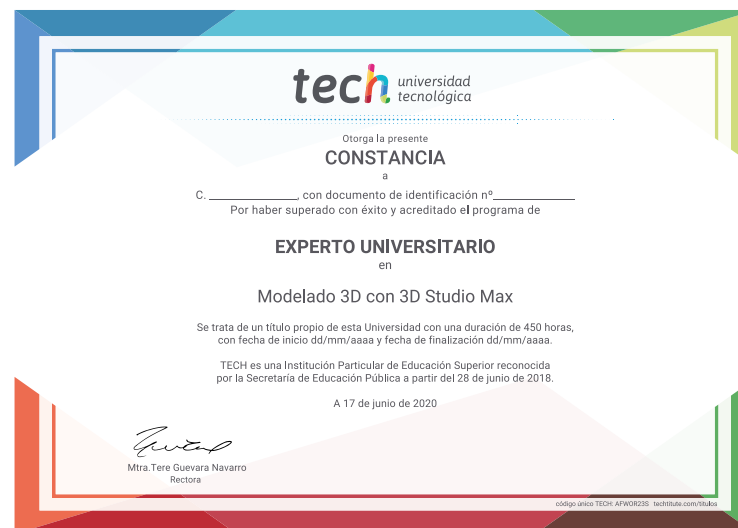 tech universidad
tecnológica
Otorga la presente
CONSTANCIA
a
C. ______________, con documento de identificación nº_____________
Por haber superado con éxito y acreditado el programa de
EXPERTO UNIVERSITARIO
en
Modelado 3D con 3D Studio Max
Se trata de un título propio de esta Universidad con una duración de 450 horas,
con fecha de inicio dd/mm/aaaa y fecha de finalización dd/mm/aaaa.
TECH es una Institución Particular de Educación Superior reconocida
por la Secretaría de Educación Pública a partir del 28 de junio de 2018.
A 17 de junio de 2020
Mtra.Tere Guevara Navarro
Rectora
código único TECH: AFWOR23S techtitute.com/titulos